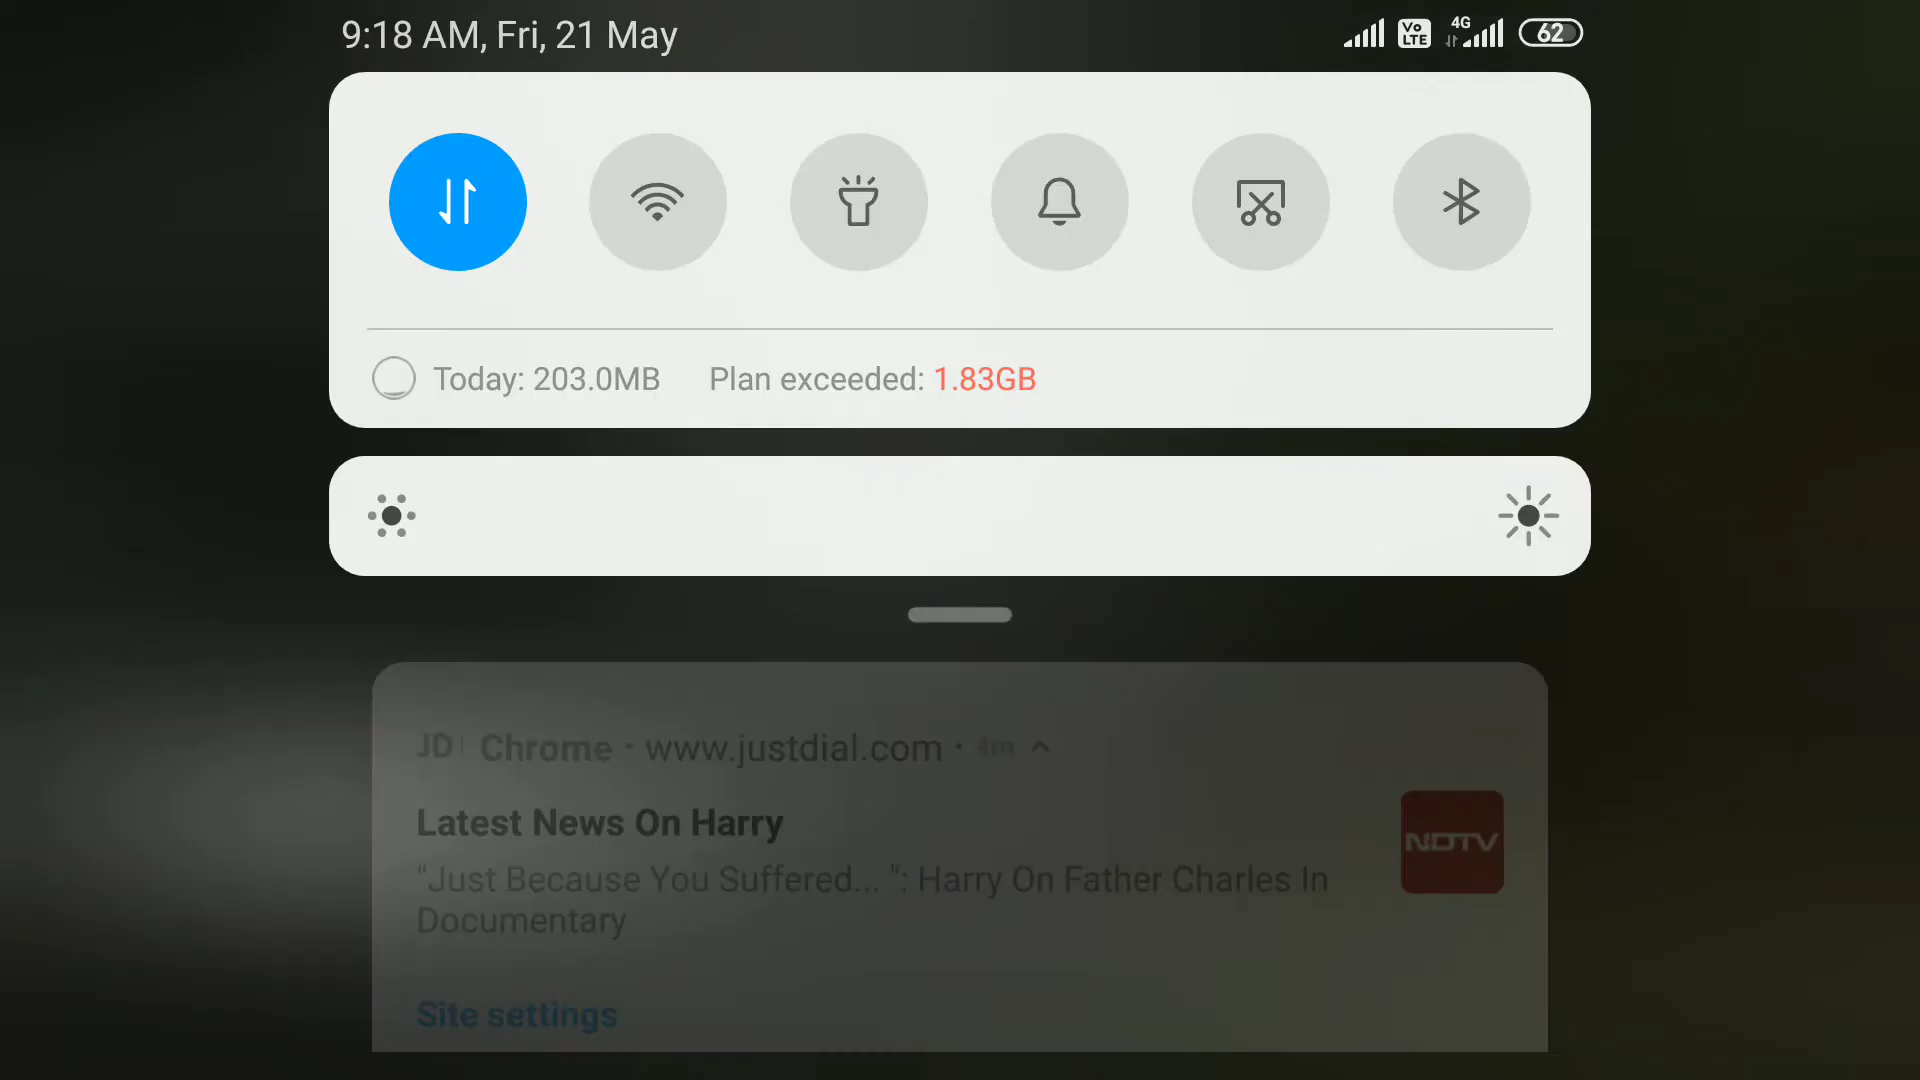 9:18 AM, Fri, 21 May
Vo LTE 4G 62
Today: 203.0MB Plan exceeded: 1.83GB
JD Chrome · www.justdial.com · 4m
Latest News On Harry
"Just Because You Suffered... ": Harry On Father Charles In
Documentary
NDTV
Site settings